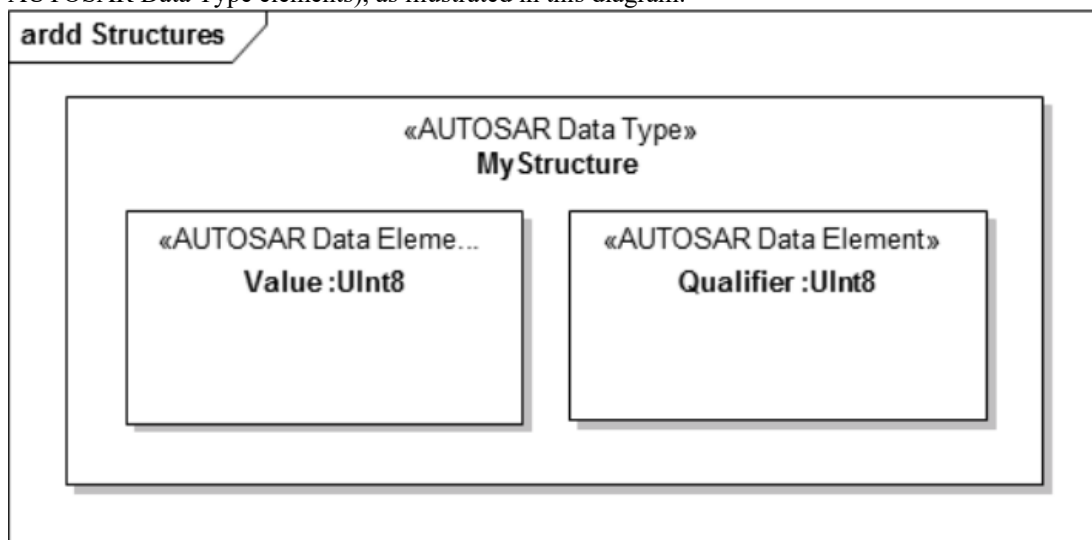 AUTOSAR Data Type elements), as illustrated in this diagram:
ardd Structures
«AUTOSAR Data Type»
MyStructure
«AUTOSAR Data Eleme... «AUTOSAR Data Element»
Value :UInt8 Qualifier :UInt8